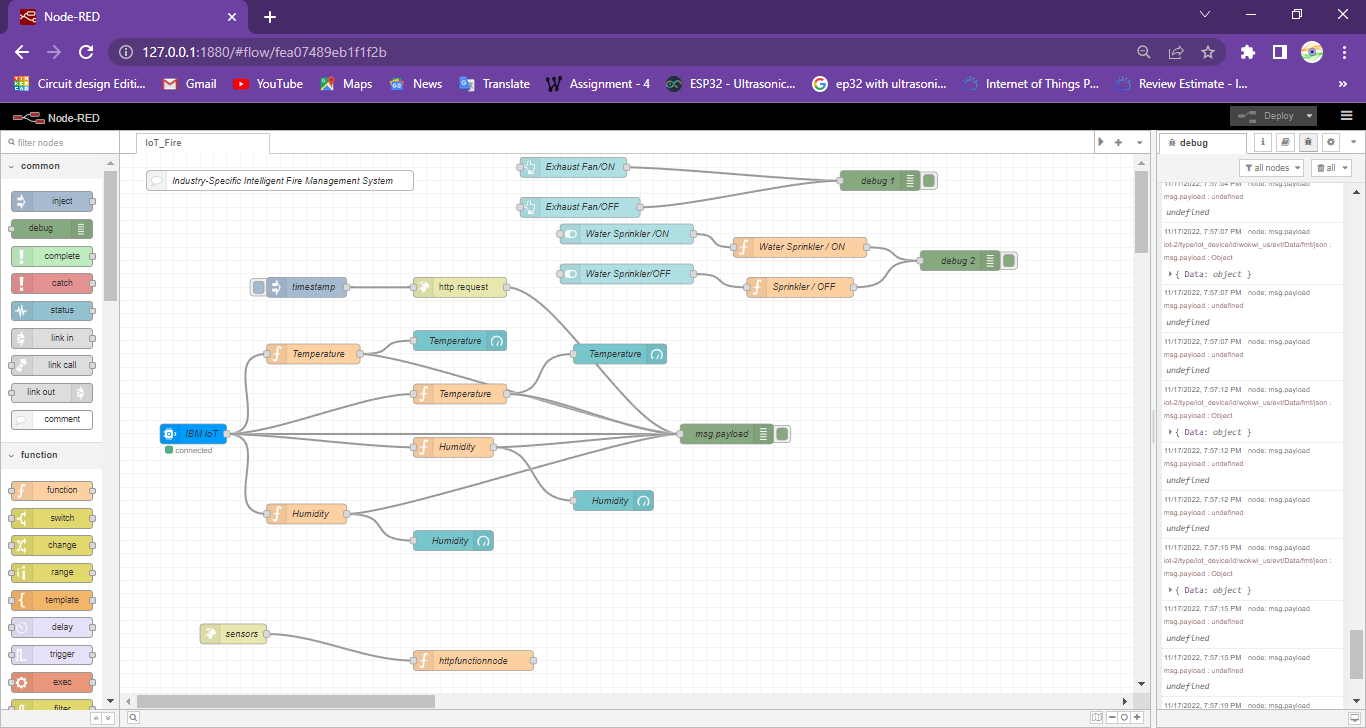 Node-RED
127.0.0.1:1880/#flow/fea07489eb1f1f2b
Circuit design Editi... Gmail YouTube Maps News Translate Assignment - 4 ESP32 - Ultrasonic... ep32 with ultrasoni... Internet of Things P... Review Estimate - I... »
Node-RED Deploy
filter nodes
common
inject
debug
complete
catch
status
link in
link call
link out
comment
function
function
switch
change
range
template
delay
trigger
exec
filter
IoT_Fire
Industry-Specific Intelligent Fire Management System
Exhaust Fan/ON
debug 1
Exhaust Fan/OFF
Water Sprinkler /ON
Water Sprinkler / ON
debug 2
Water Sprinkler/OFF
Sprinkler / OFF
timestamp
http request
Temperature
Temperature
Temperature
Temperature
IBM IoT
connected
msg.payload
Humidity
Humidity
Humidity
Humidity
sensors
httpfunctionnode
debug
all nodes all
11/17/2022, 7:57:04 PM node: msg.payload
msg.payload : undefined
undefined
11/17/2022, 7:57:07 PM node: msg.payload
iot-2/type/iot_device/id/wokwi_us/evt/Data/fmt/json :
msg.payload : Object
{ Data: object }
11/17/2022, 7:57:07 PM node: msg.payload
msg.payload : undefined
undefined
11/17/2022, 7:57:07 PM node: msg.payload
msg.payload : undefined
undefined
11/17/2022, 7:57:12 PM node: msg.payload
iot-2/type/iot_device/id/wokwi_us/evt/Data/fmt/json :
msg.payload : Object
{ Data: object }
11/17/2022, 7:57:12 PM node: msg.payload
msg.payload : undefined
undefined
11/17/2022, 7:57:12 PM node: msg.payload
msg.payload : undefined
undefined
11/17/2022, 7:57:15 PM node: msg.payload
iot-2/type/iot_device/id/wokwi_us/evt/Data/fmt/json :
msg.payload : Object
{ Data: object }
11/17/2022, 7:57:15 PM node: msg.payload
msg.payload : undefined
undefined
11/17/2022, 7:57:15 PM node: msg.payload
msg.payload : undefined
undefined
11/17/2022, 7:57:19 PM node: msg.payload